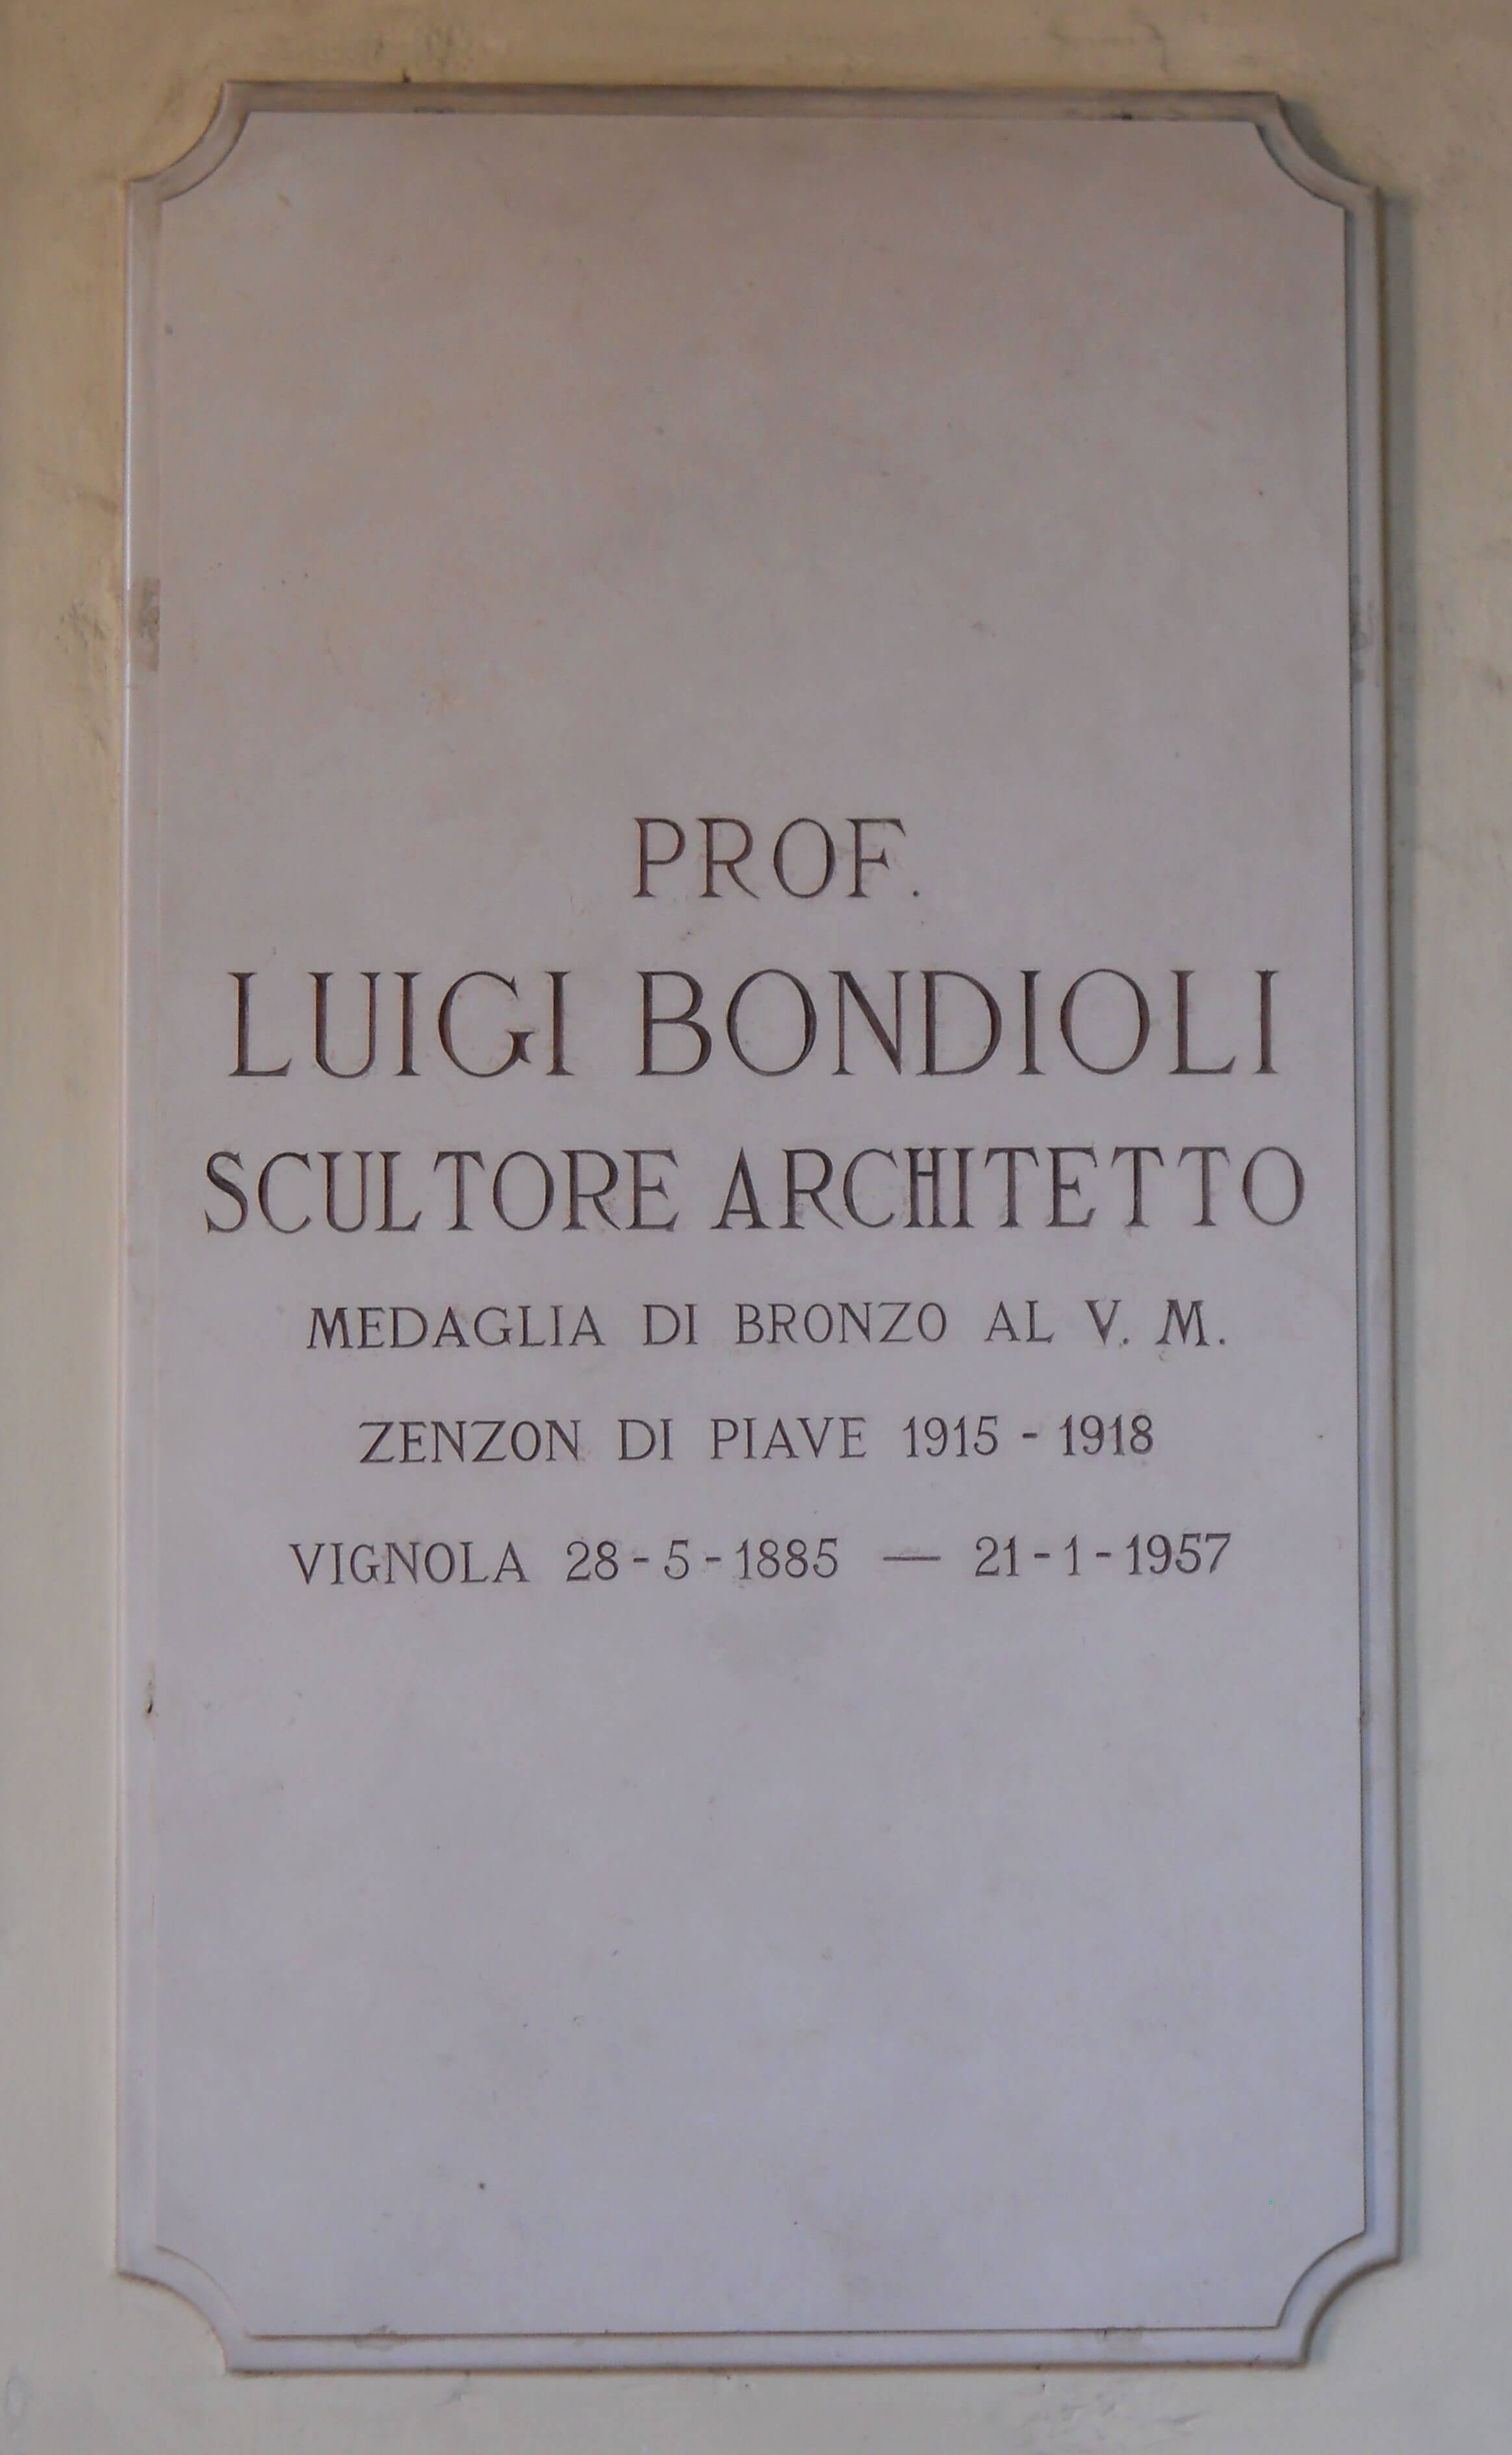 PROF.
LUIGI BONDIOLI
SCULTORE ARCHITETTO
MEDAGLIA DI BRONZO AL V. M.
ZENZON DI PIAVE 1915 - 1918
VIGNOLA 28-5-1885 — 21-1-1957